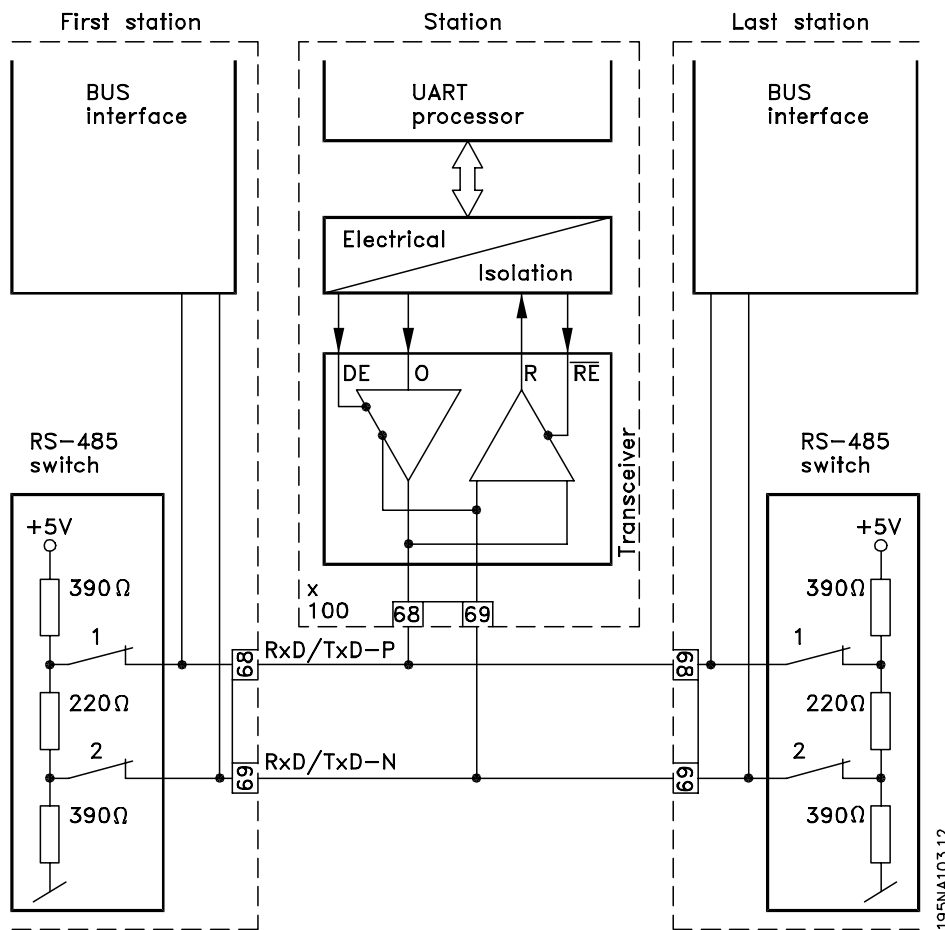 First station
Station
Last station
BUS
interface
UART
processor
BUS
interface
Electrical
Isolation
DE
O
R
RE
Transceiver
RS-485
switch
RS-485
switch
+5V
+5V
390Ω
390Ω
x
100
68
69
1
68
RxD/TxD-P
68
1
220Ω
220Ω
2
69
RxD/TxD-N
69
2
390Ω
390Ω
195NA103.12